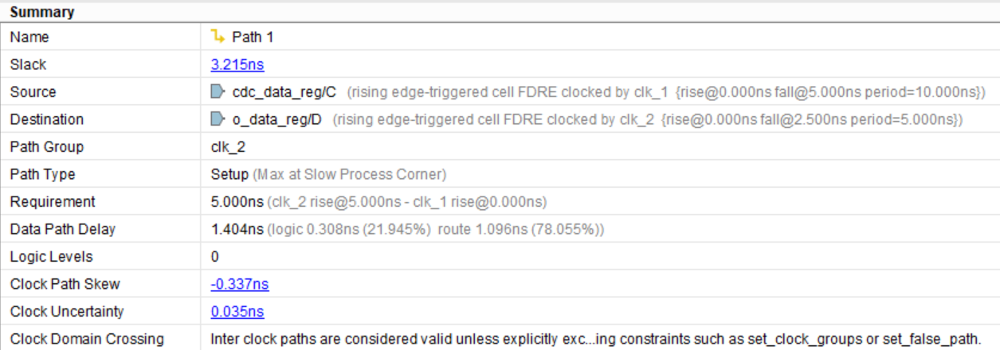 Summary
Name Path 1
Slack 3.215ns
Source cdc_data_reg/C (rising edge-triggered cell FDRE clocked by clk_1 {rise@0.000ns fall@5.000ns period=10.000ns})
Destination o_data_reg/D (rising edge-triggered cell FDRE clocked by clk_2 {rise@0.000ns fall@2.500ns period=5.000ns})
Path Group clk_2
Path Type Setup (Max at Slow Process Corner)
Requirement 5.000ns (clk_2 rise@5.000ns - clk_1 rise@0.000ns)
Data Path Delay 1.404ns (logic 0.308ns (21.945%) route 1.096ns (78.055%))
Logic Levels 0
Clock Path Skew -0.337ns
Clock Uncertainty 0.035ns
Clock Domain Crossing Inter clock paths are considered valid unless explicitly exc...ing constraints such as set_clock_groups or set_false_path.